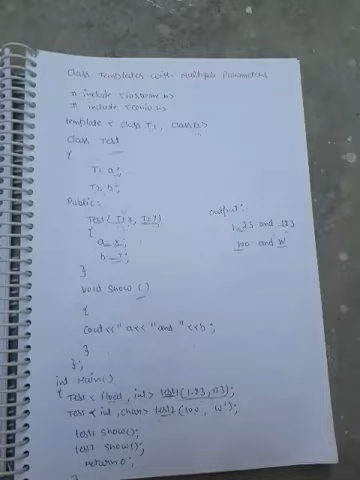 Class Templates with Multiple Parameters
# include <iostream.h>
# include <conio.h>
template < class T1, class T2>
Class Test
{
T1 a;
T2 b;
Public:
Test( T1 x, T2 y)
{
a = x;
b = y;
}
void show ()
{
cout<<" a<< "and " <<b;
}
};
int Main()
{ Test < float, int> test1(1.23, 123);
Test < int, char> test2 (100, 'W');
test1 show();
test2 show();
return 0;
}
output:-
1.23 and 123
100 and W